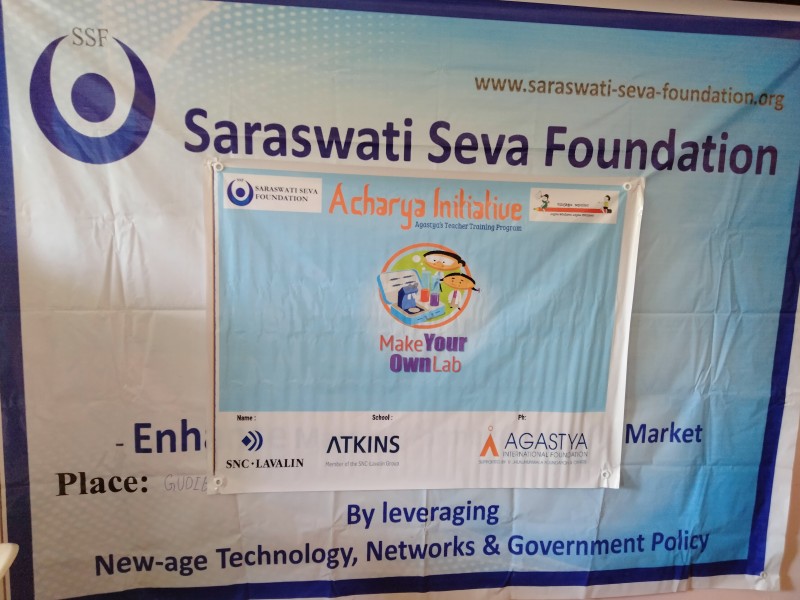 SSF
www.saraswati-seva-foundation.org
Saraswati Seva Foundation
SARASWATI SEVA
FOUNDATION
Acharya Initiative
Agastya's Teacher Training Program
Make Your
Own Lab
Name :
School :
Ph:
SNC·LAVALIN
ATKINS
Member of the SNC-Lavalin Group
AGASTYA
INTERNATIONAL FOUNDATION
- Enh
Market
Place:
By leveraging
New-age Technology, Networks & Government Policy